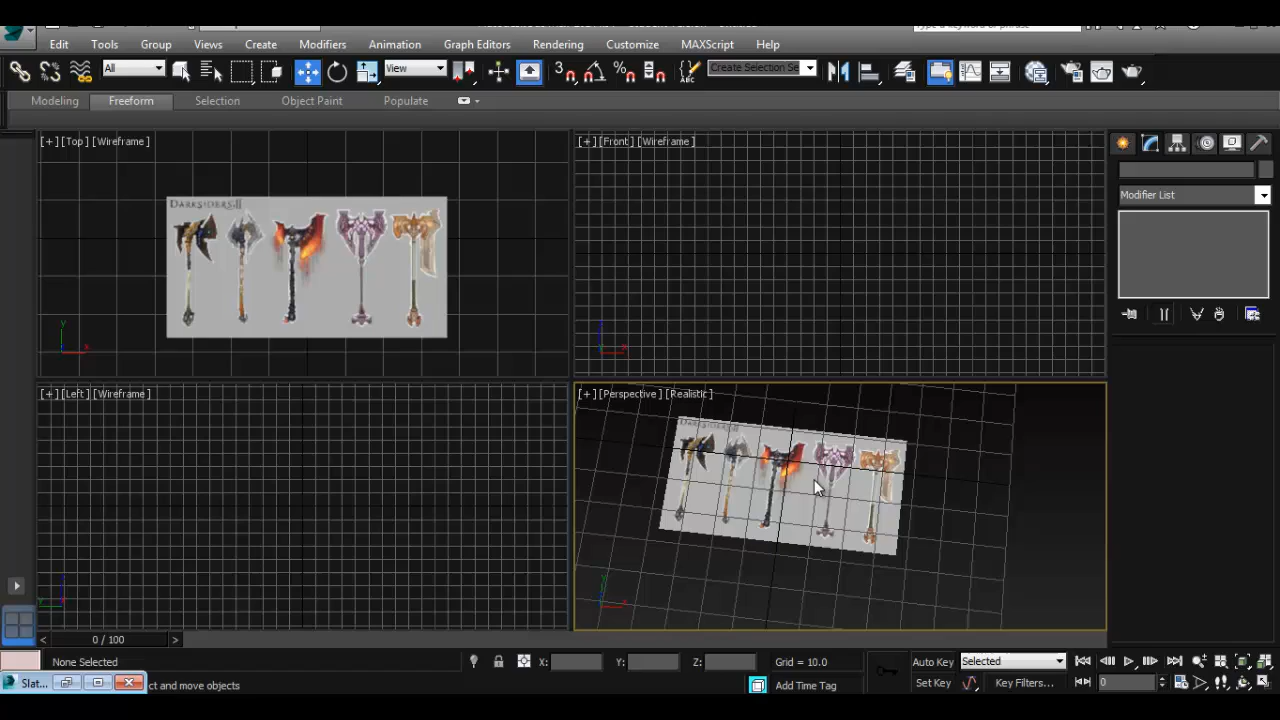 Edit Tools Group Views Create Modifiers Animation Graph Editors Rendering Customize MAXScript Help
All View 3 ABC Create Selection Se
Modeling Freeform Selection Object Paint Populate
[+] [Top] [Wireframe] [+] [Front] [Wireframe]
Modifier List
DARKSIDERS II
y x
[+] [Left] [Wireframe] [+] [Perspective] [Realistic]
< 0 / 100 >
None Selected X: Y: Z: Grid = 10.0 Auto Key Selected
Slat... ct and move objects Add Time Tag Set Key Key Filters... 0